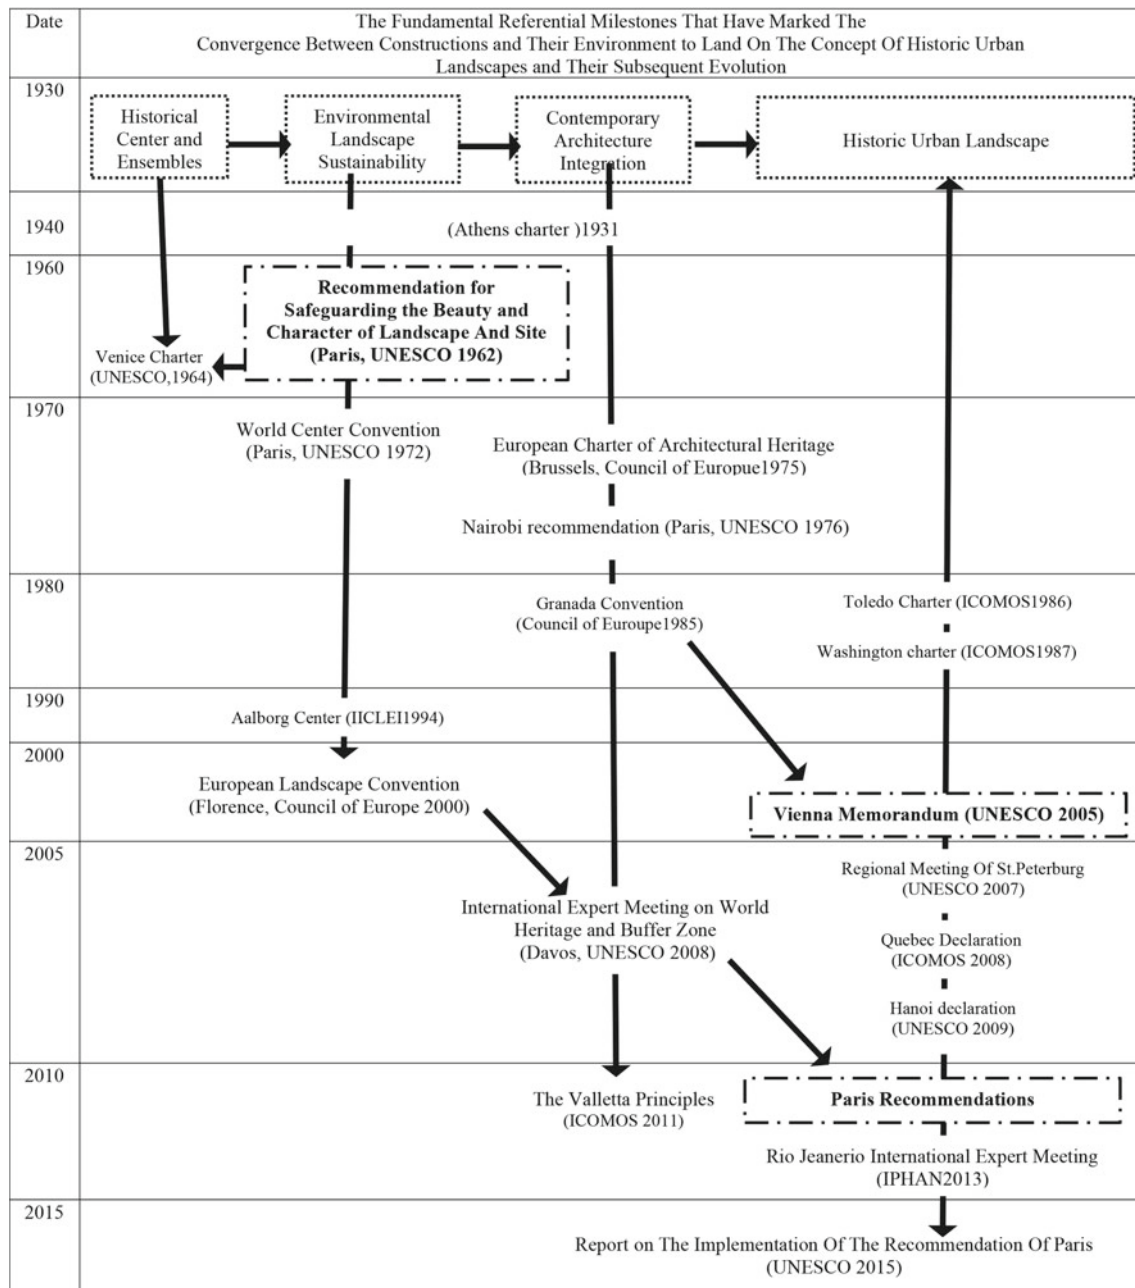 Date
The Fundamental Referential Milestones That Have Marked The
Convergence Between Constructions and Their Environment to Land On The Concept Of Historic Urban
Landscapes and Their Subsequent Evolution
1930
Historical
Center and
Ensembles
Environmental
Landscape
Sustainability
Contemporary
Architecture
Integration
Historic Urban Landscape
1940
(Athens charter )1931
1960
Recommendation for
Safeguarding the Beauty and
Character of Landscape And Site
(Paris, UNESCO 1962)
Venice Charter
(UNESCO,1964)
1970
World Center Convention
(Paris, UNESCO 1972)
European Charter of Architectural Heritage
(Brussels, Council of Europue1975)
Nairobi recommendation (Paris, UNESCO 1976)
1980
Granada Convention
(Council of Euroupe1985)
Toledo Charter (ICOMOS1986)
Washington charter (ICOMOS1987)
1990
Aalborg Center (IICLEI1994)
2000
European Landscape Convention
(Florence, Council of Europe 2000)
Vienna Memorandum (UNESCO 2005)
2005
Regional Meeting Of St.Peterburg
(UNESCO 2007)
International Expert Meeting on World
Heritage and Buffer Zone
(Davos, UNESCO 2008)
Quebec Declaration
(ICOMOS 2008)
Hanoi declaration
(UNESCO 2009)
2010
The Valletta Principles
(ICOMOS 2011)
Paris Recommendations
Rio Jeanerio International Expert Meeting
(IPHAN2013)
2015
Report on The Implementation Of The Recommendation Of Paris
(UNESCO 2015)